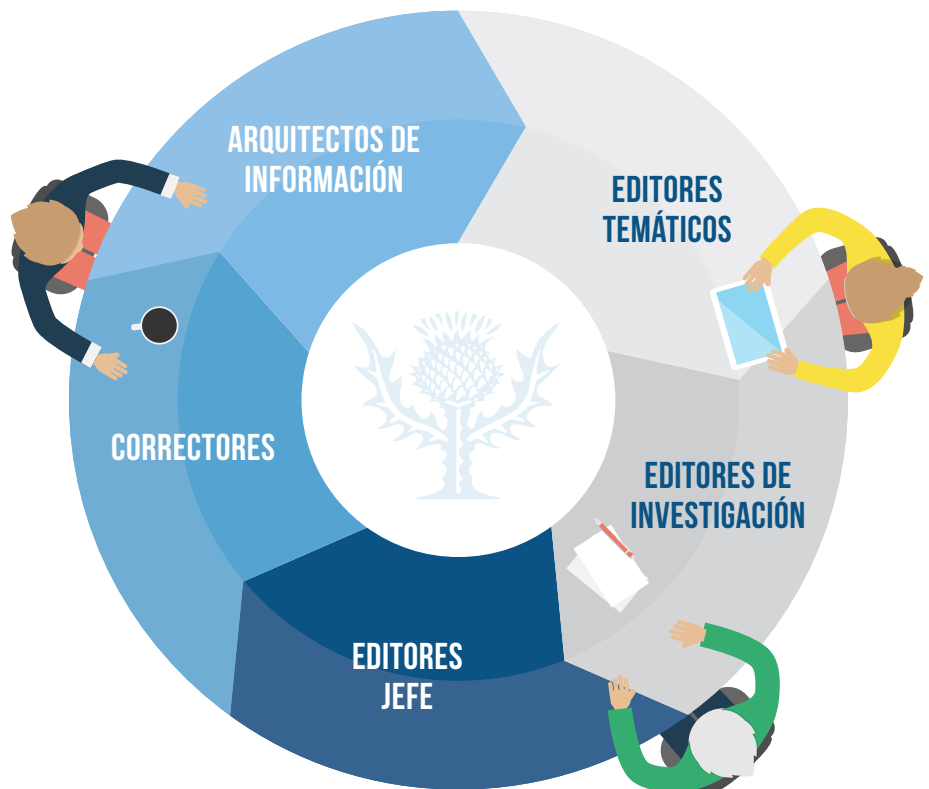 ARQUITECTOS DE
INFORMACIÓN
EDITORES
TEMÁTICOS
CORRECTORES
EDITORES DE
INVESTIGACIÓN
EDITORES
JEFE